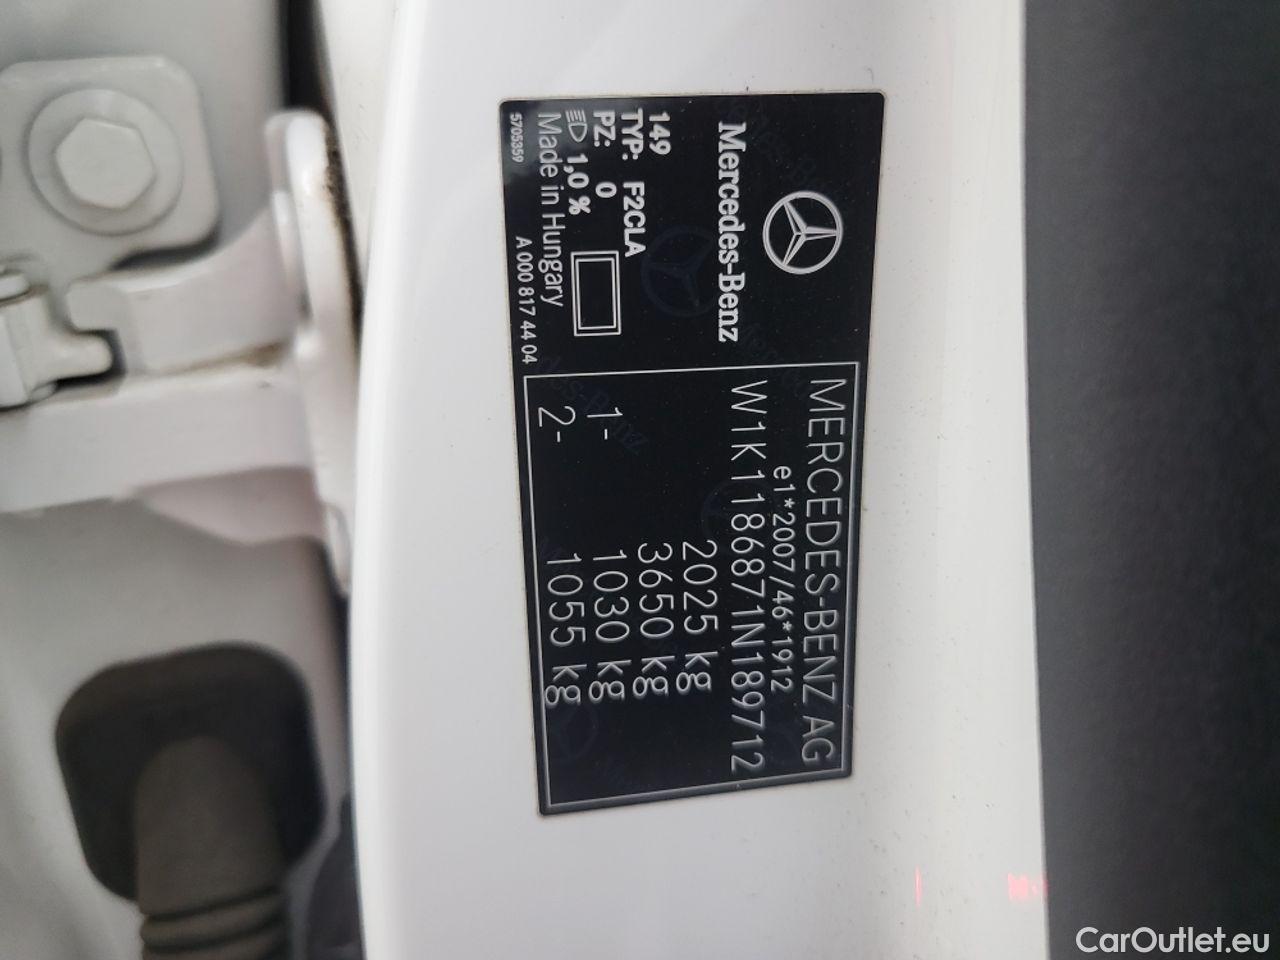 Mercedes-Benz
149
TYP: F2CLA
PZ: 0
1,0 %
Made in Hungary
5705359
A 000 817 44 04
MERCEDES-BENZ AG
e1*2007/46*1912
W1K1186871N189712
2025 kg
3650 kg
1- 1030 kg
2- 1055 kg
CarOutlet.eu